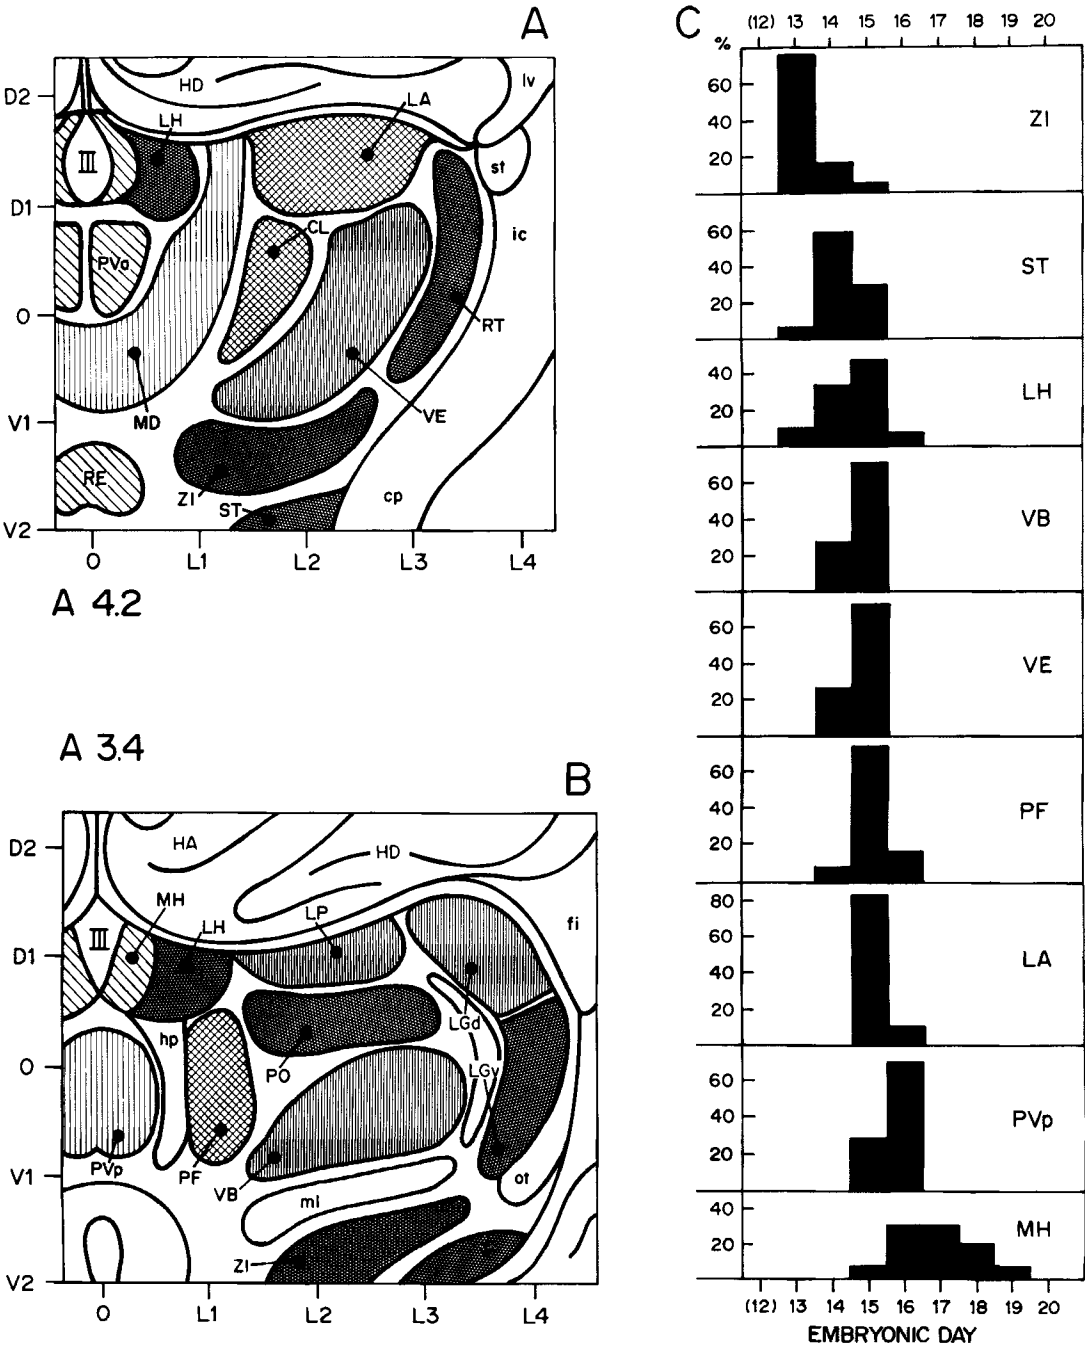 A
D2
D1
O
V1
V2
HD
lv
LH
LA
III
st
CL
ic
PVa
RT
MD
VE
RE
ZI
ST
cp
O L1 L2 L3 L4
A 4.2
A 3.4
B
D2
D1
O
V1
V2
HA
HD
MH
LH
LP
fi
III
hp
LGd
PO
LGv
PVp
PF
VB
ot
ml
ZI
O L1 L2 L3 L4
C
(12) 13 14 15 16 17 18 19 20
%
60
40
20
ZI
60
40
20
ST
40
20
LH
60
40
20
VB
60
40
20
VE
60
40
20
PF
80
60
40
20
LA
60
40
20
PVp
40
20
MH
(12) 13 14 15 16 17 18 19 20
EMBRYONIC DAY